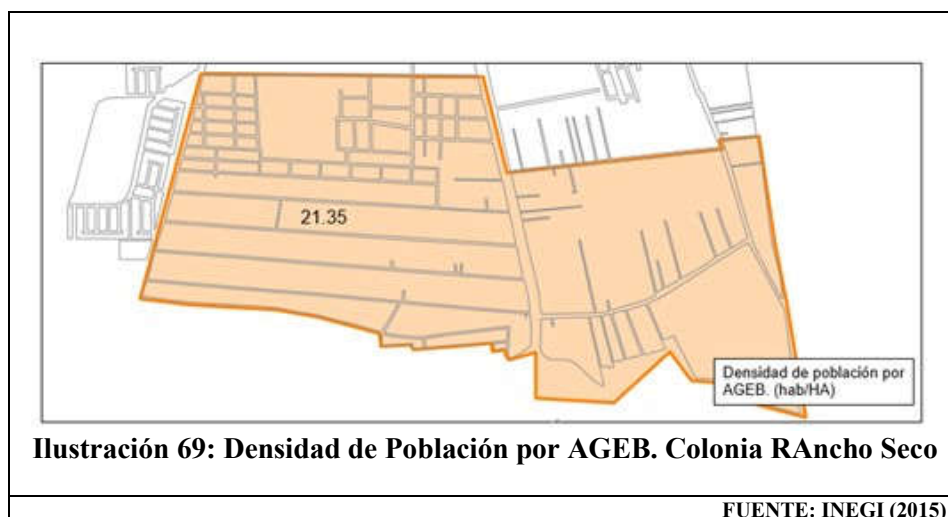 21.35
Densidad de población por
AGEB. (hab/HA)
Ilustración 69: Densidad de Población por AGEB. Colonia RAncho Seco
FUENTE: INEGI (2015)